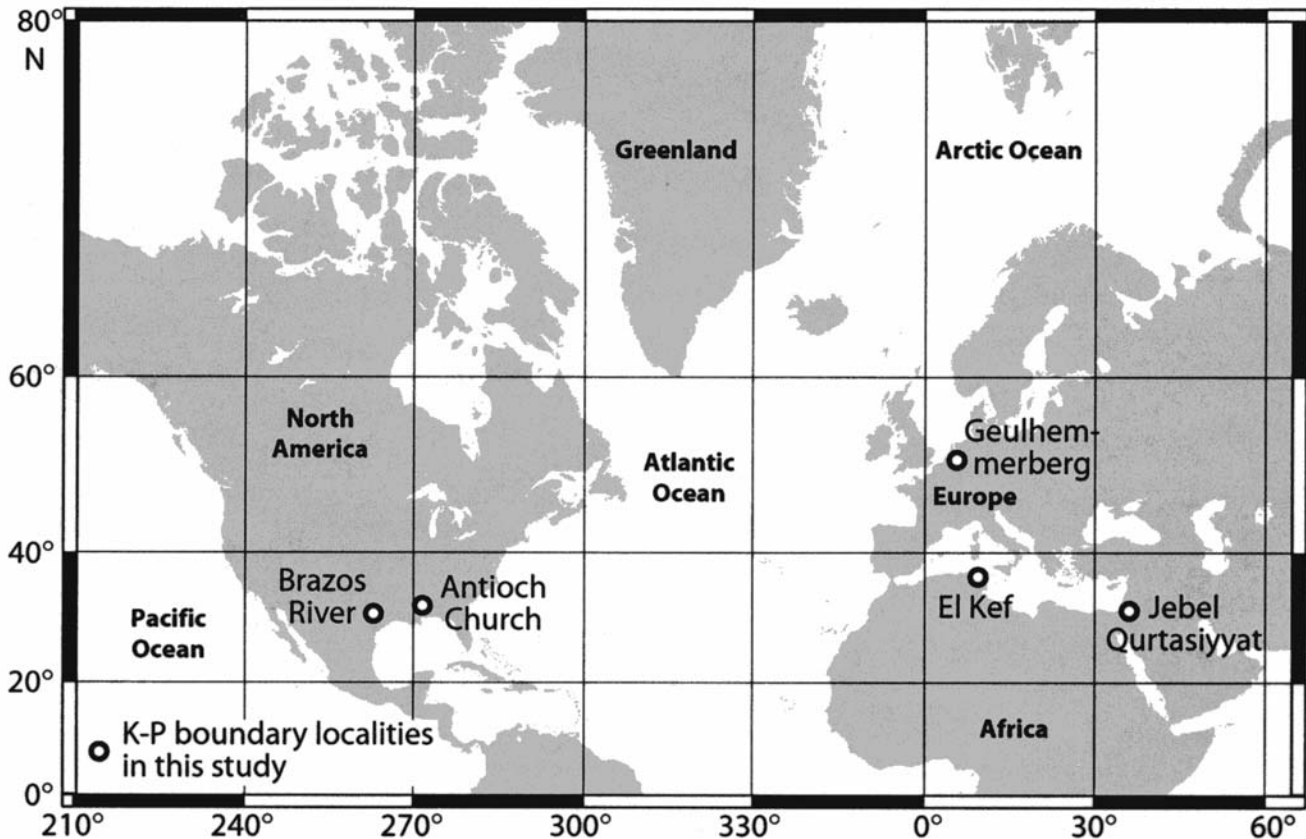 80°
N
Greenland
Arctic Ocean
60°
North
America
Atlantic
Ocean
Geulhem-
merberg
Europe
40°
Brazos
River
Antioch
Church
El Kef
Jebel
Qurtasiyyat
Pacific
Ocean
20°
Africa
K-P boundary localities
in this study
0°
210° 240° 270° 300° 330° 0° 30° 60°